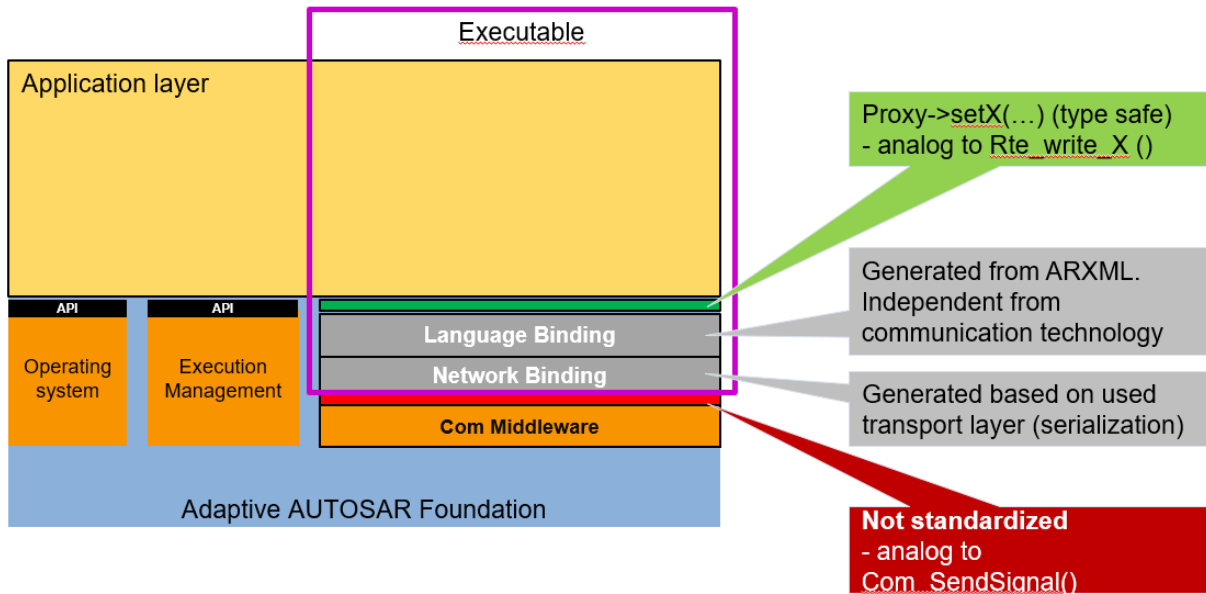 Executable
Application layer
Proxy->setX(…) (type safe)
- analog to Rte_write_X ()
Generated from ARXML.
Independent from
communication technology
API
API
Operating
system
Execution
Management
Language Binding
Network Binding
Com Middleware
Generated based on used
transport layer (serialization)
Adaptive AUTOSAR Foundation
Not standardized
- analog to
Com_SendSignal()